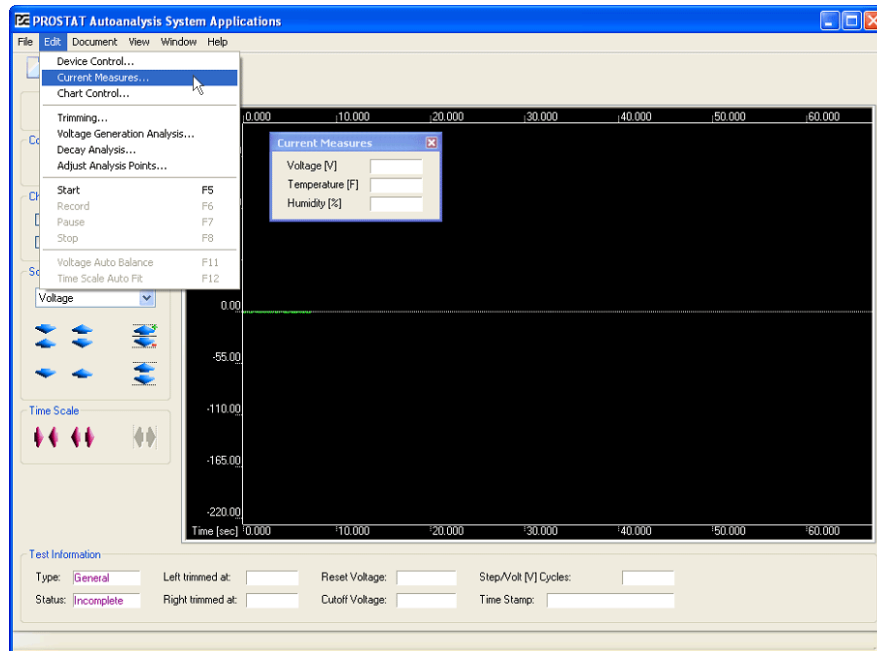 PROSTAT Autoanalysis System Applications
File Edit Document View Window Help
Device Control...
Current Measures...
Chart Control...
Trimming...
Voltage Generation Analysis...
Decay Analysis...
Adjust Analysis Points...
Start F5
Record F6
Pause F7
Stop F8
Voltage Auto Balance F11
Time Scale Auto Fit F12
Voltage
Time Scale
0.000 10.000 20.000 30.000 40.000 50.000 60.000
Current Measures
Voltage [V]
Temperature [F]
Humidity [%]
0.00
-55.00
-110.00
-165.00
-220.00
Time [sec] 0.000 10.000 20.000 30.000 40.000 50.000 60.000
Test Information
Type: General Left trimmed at: Reset Voltage: Step/Volt [V] Cycles:
Status: Incomplete Right trimmed at: Cutoff Voltage: Time Stamp: